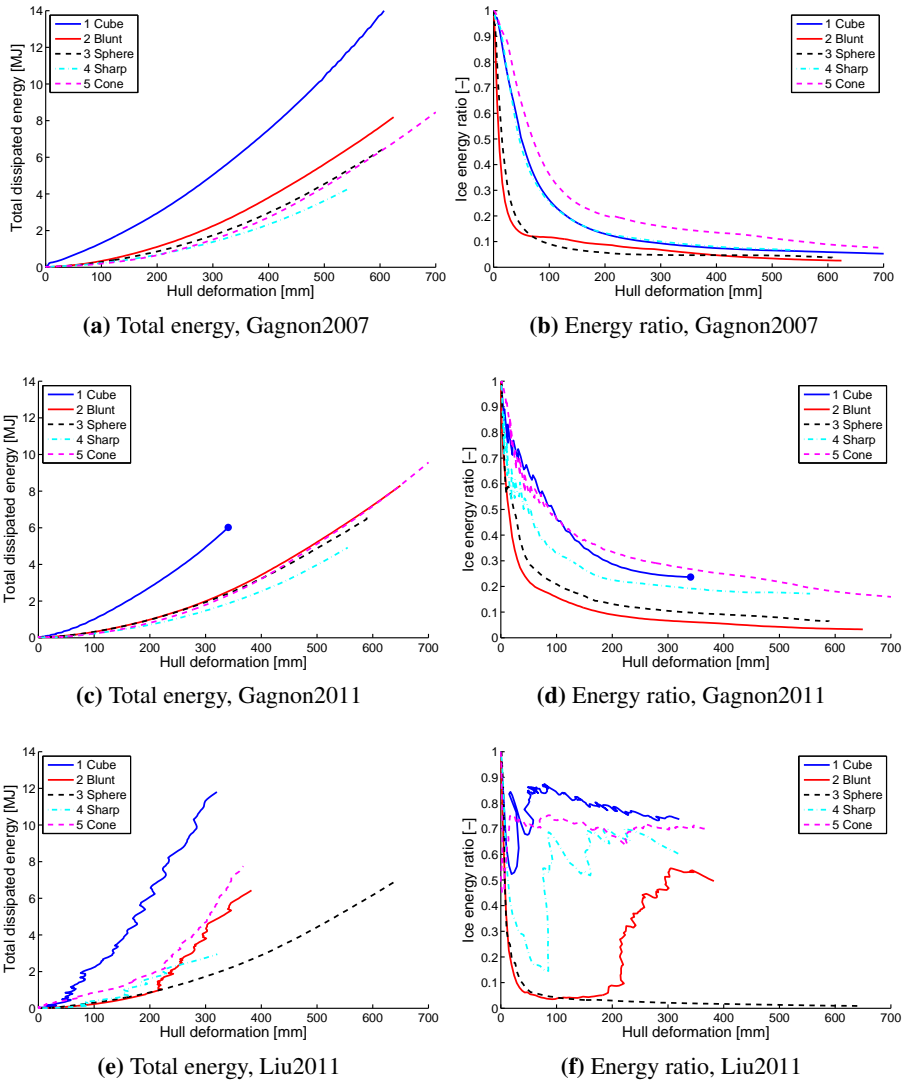 14
12
10
8
6
4
2
0
0 100 200 300 400 500 600 700
Total dissipated energy [MJ]
Hull deformation [mm]
1 Cube
2 Blunt
3 Sphere
4 Sharp
5 Cone
(a) Total energy, Gagnon2007
1
0.9
0.8
0.7
0.6
0.5
0.4
0.3
0.2
0.1
0
0 100 200 300 400 500 600 700
Ice energy ratio [−]
Hull deformation [mm]
1 Cube
2 Blunt
3 Sphere
4 Sharp
5 Cone
(b) Energy ratio, Gagnon2007
14
12
10
8
6
4
2
0
0 100 200 300 400 500 600 700
Total dissipated energy [MJ]
Hull deformation [mm]
1 Cube
2 Blunt
3 Sphere
4 Sharp
5 Cone
(c) Total energy, Gagnon2011
1
0.9
0.8
0.7
0.6
0.5
0.4
0.3
0.2
0.1
0
0 100 200 300 400 500 600 700
Ice energy ratio [−]
Hull deformation [mm]
1 Cube
2 Blunt
3 Sphere
4 Sharp
5 Cone
(d) Energy ratio, Gagnon2011
14
12
10
8
6
4
2
0
0 100 200 300 400 500 600 700
Total dissipated energy [MJ]
Hull deformation [mm]
1 Cube
2 Blunt
3 Sphere
4 Sharp
5 Cone
(e) Total energy, Liu2011
1
0.9
0.8
0.7
0.6
0.5
0.4
0.3
0.2
0.1
0
0 100 200 300 400 500 600 700
Ice energy ratio [−]
Hull deformation [mm]
1 Cube
2 Blunt
3 Sphere
4 Sharp
5 Cone
(f) Energy ratio, Liu2011